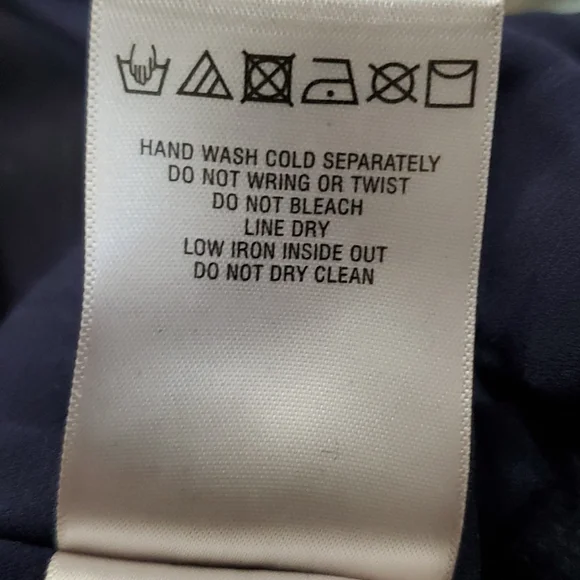 HAND WASH COLD SEPARATELY
DO NOT WRING OR TWIST
DO NOT BLEACH
LINE DRY
LOW IRON INSIDE OUT
DO NOT DRY CLEAN